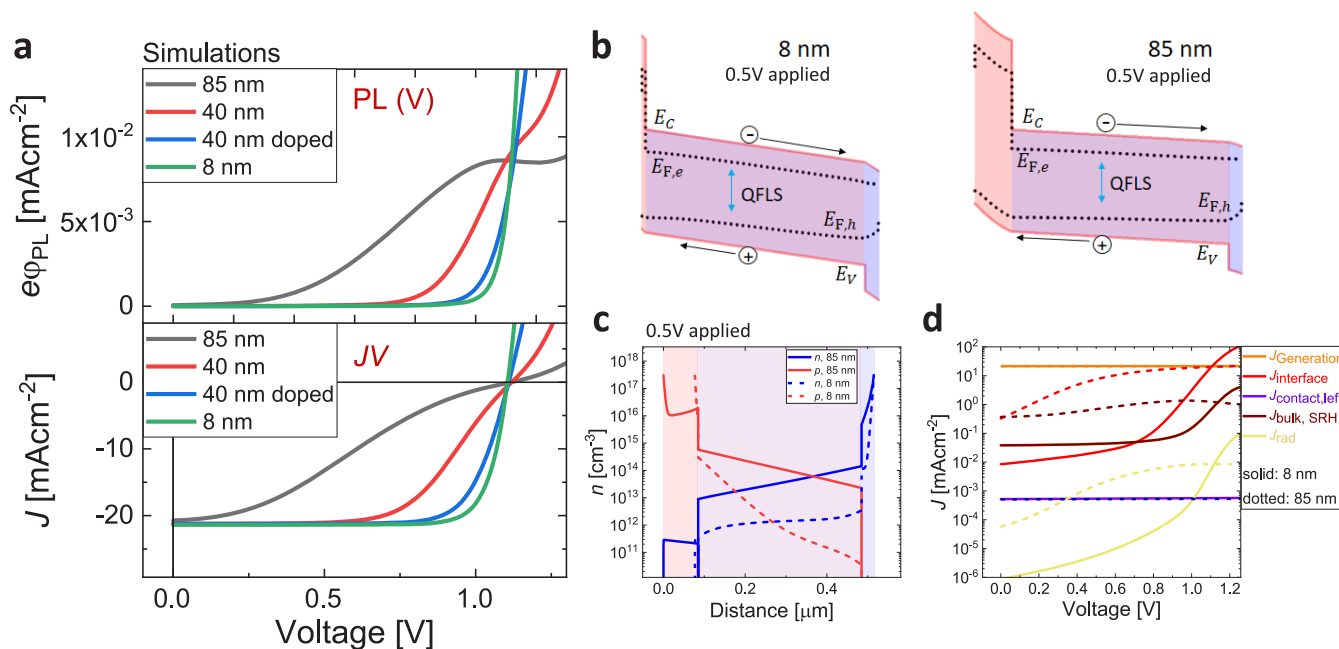 a
Simulations
85 nm
40 nm
40 nm doped
8 nm
PL (V)
1x10⁻²
5x10⁻³
0
eφPL [mAcm⁻²]
85 nm
40 nm
40 nm doped
8 nm
JV
0
−10
−20
J [mAcm⁻²]
0.0 0.5 1.0
Voltage [V]
b
8 nm
0.5V applied
−
EC
EF,e
QFLS
EF,h
+
EV
85 nm
0.5V applied
−
EC
EF,e
QFLS
EF,h
+
EV
c
0.5V applied
n, 85 nm
p, 85 nm
n, 8 nm
p, 8 nm
10¹⁸
10¹⁷
10¹⁶
10¹⁵
10¹⁴
10¹³
10¹²
10¹¹
n [cm⁻³]
0.0 0.2 0.4
Distance [μm]
d
10²
10¹
10⁰
10⁻¹
10⁻²
10⁻³
10⁻⁴
10⁻⁵
10⁻⁶
J [mAcm⁻²]
0.0 0.2 0.4 0.6 0.8 1.0 1.2
Voltage [V]
JGeneration
Jinterface
Jcontact,left
Jbulk, SRH
Jrad
solid: 8 nm
dotted: 85 nm